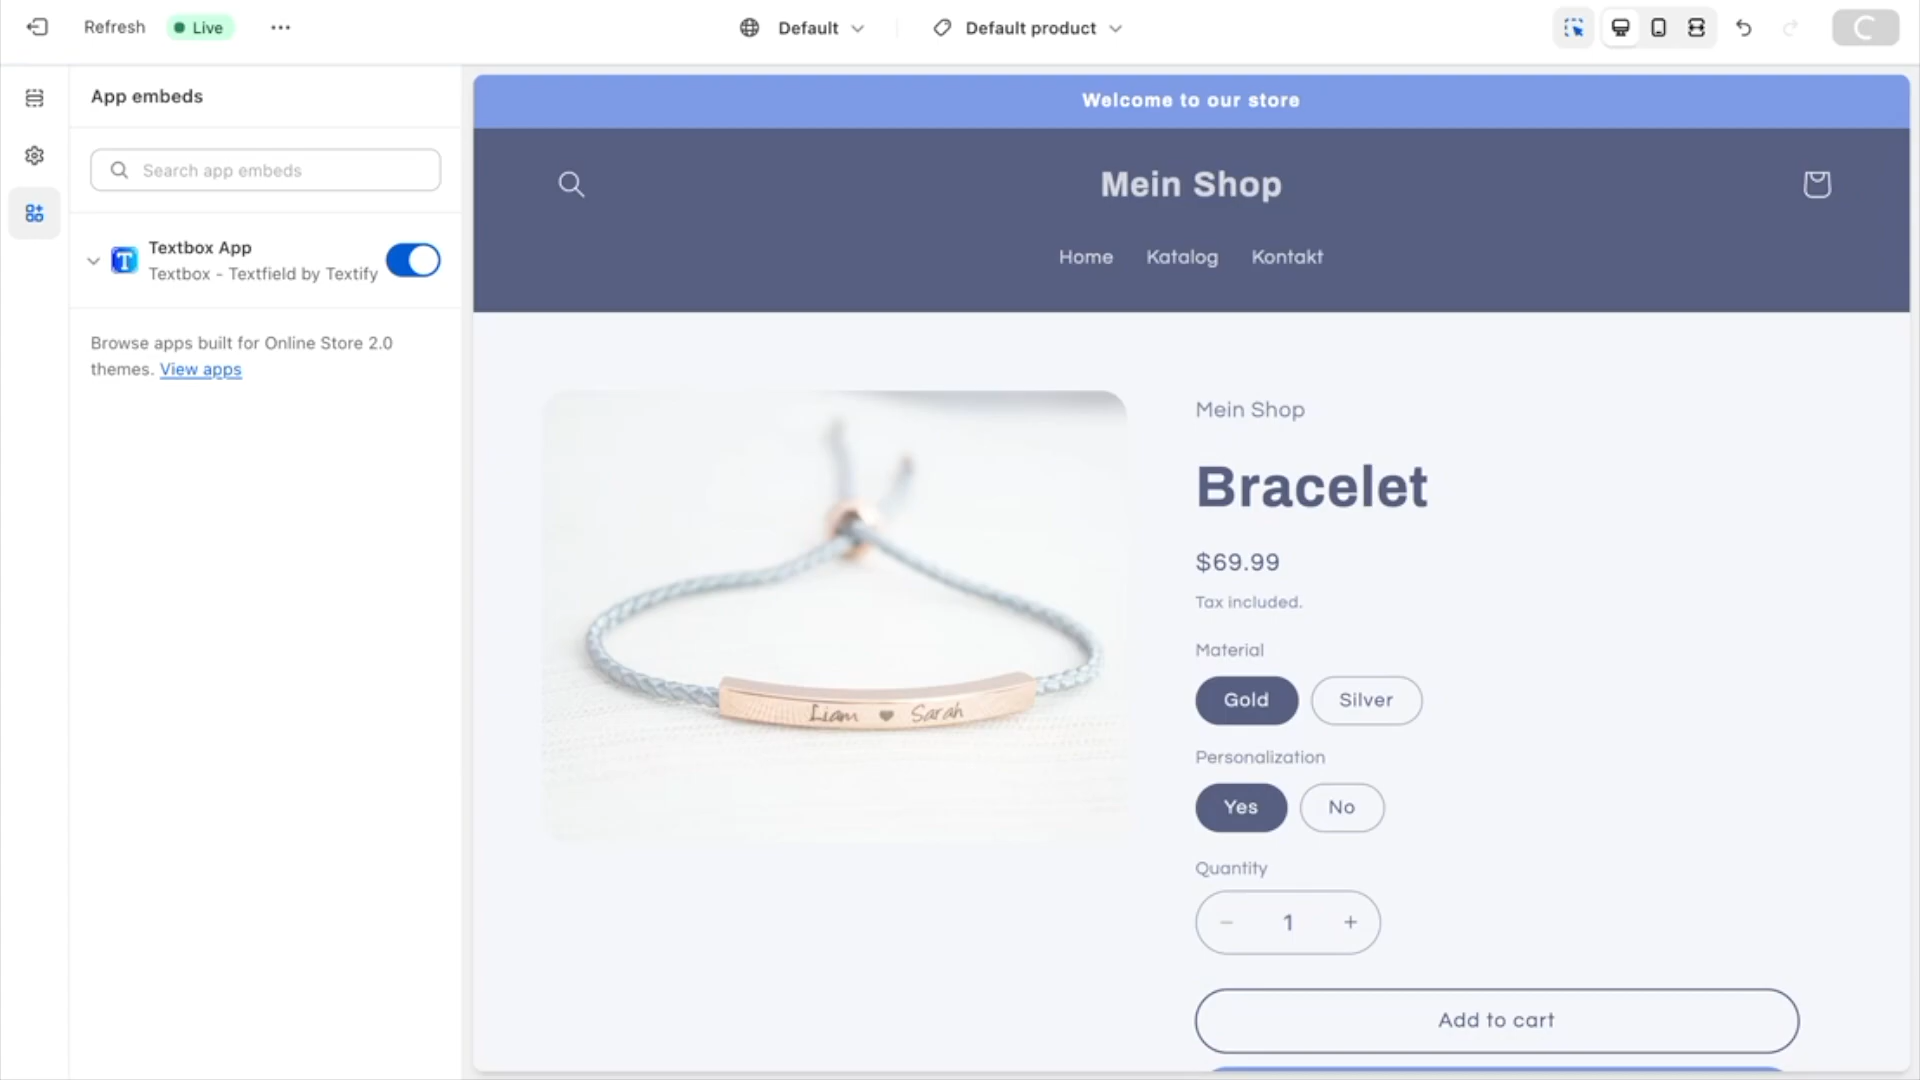 Refresh
Live
Default
Default product
App embeds
Search app embeds
Textbox App
Textbox - Textfield by Textify
Browse apps built for Online Store 2.0
themes. View apps
Welcome to our store
Mein Shop
Home Katalog Kontakt
Liam ♥ Sarah
Mein Shop
Bracelet
$69.99
Tax included.
Material
Gold Silver
Personalization
Yes No
Quantity
− 1 +
Add to cart